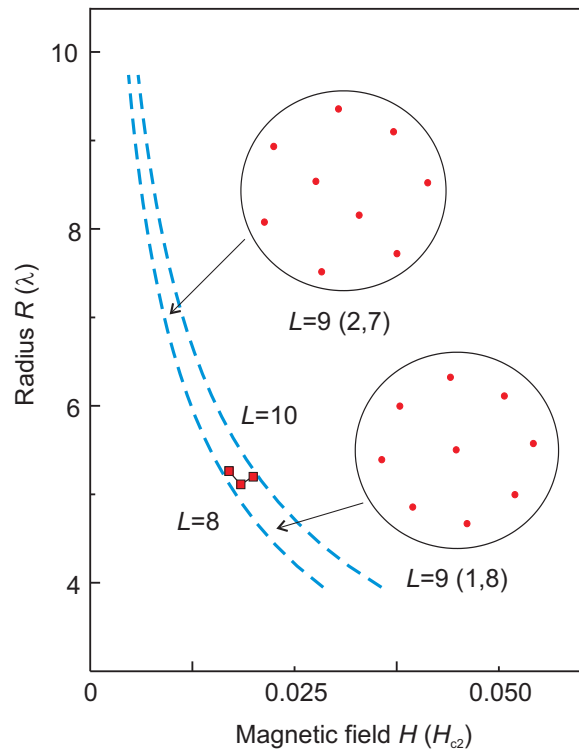 10
8
6
4
Radius R (λ)
L=9 (2,7)
L=10
L=8
L=9 (1,8)
0
0.025
0.050
Magnetic field H (Hc2)